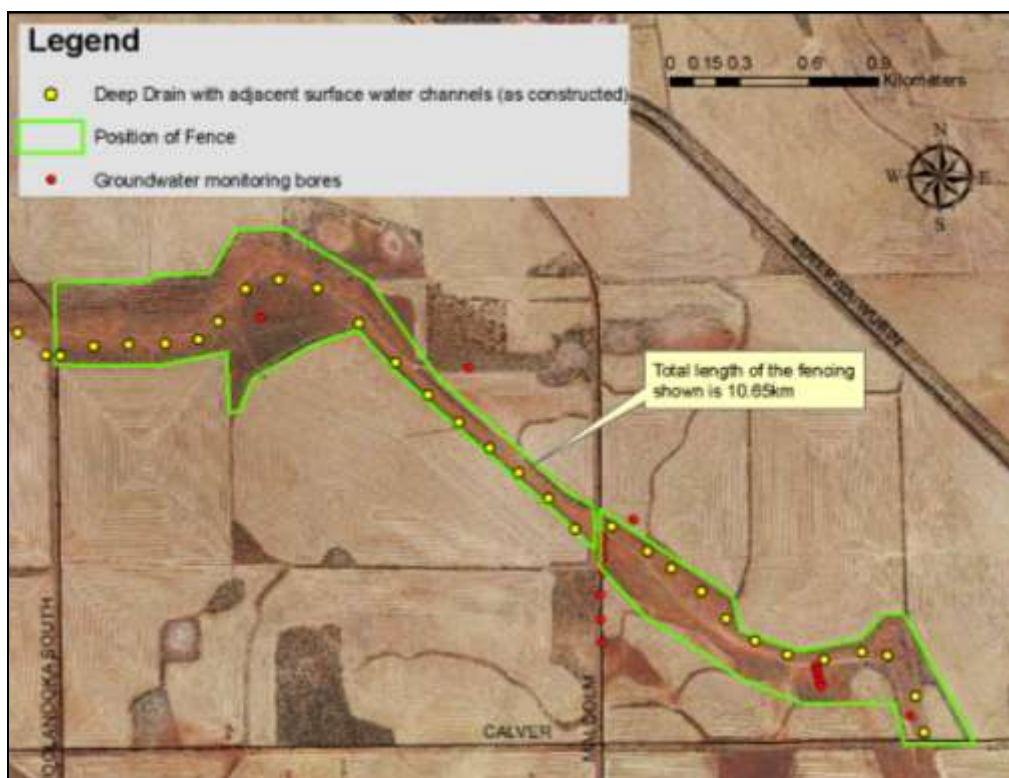 Legend
Deep Drain with adjacent surface water channels (as constructed)
Position of Fence
Groundwater monitoring bores
0 0.15 0.3 0.6 0.9
Kilometers
N
W E
S
Total length of the fencing
shown is 10.65km
SOUTH
CALVER